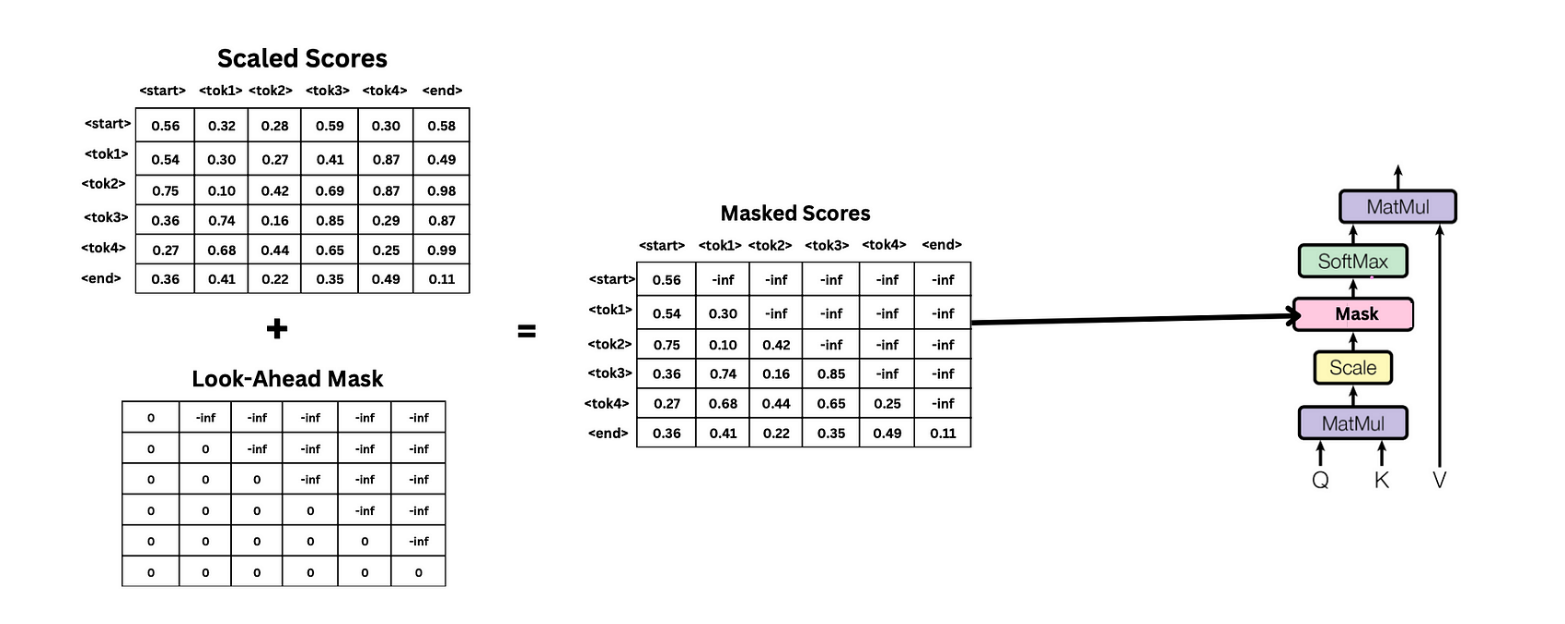 Scaled Scores
<start> <tok1> <tok2> <tok3> <tok4> <end>
<start> 0.56 0.32 0.28 0.59 0.30 0.58
<tok1> 0.54 0.30 0.27 0.41 0.87 0.49
<tok2> 0.75 0.10 0.42 0.69 0.87 0.98
<tok3> 0.36 0.74 0.16 0.85 0.29 0.87
<tok4> 0.27 0.68 0.44 0.65 0.25 0.99
<end> 0.36 0.41 0.22 0.35 0.49 0.11
+
Look-Ahead Mask
0 -inf -inf -inf -inf -inf
0 0 -inf -inf -inf -inf
0 0 0 -inf -inf -inf
0 0 0 0 -inf -inf
0 0 0 0 0 -inf
0 0 0 0 0 0
=
Masked Scores
<start> <tok1> <tok2> <tok3> <tok4> <end>
<start> 0.56 -inf -inf -inf -inf -inf
<tok1> 0.54 0.30 -inf -inf -inf -inf
<tok2> 0.75 0.10 0.42 -inf -inf -inf
<tok3> 0.36 0.74 0.16 0.85 -inf -inf
<tok4> 0.27 0.68 0.44 0.65 0.25 -inf
<end> 0.36 0.41 0.22 0.35 0.49 0.11
MatMul
SoftMax
Mask
Scale
MatMul
Q K V